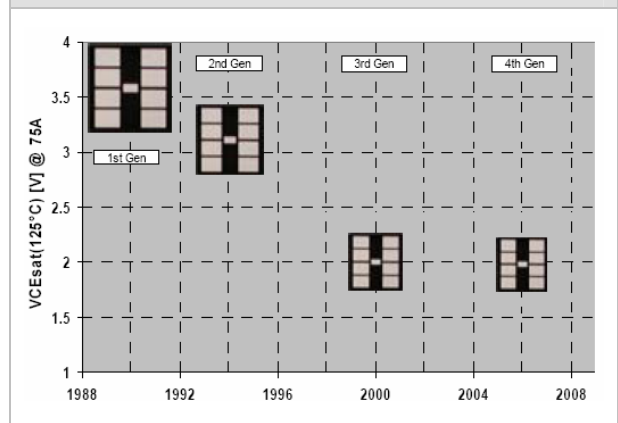 4
2nd Gen
3rd Gen
4th Gen
3.5
3
1st Gen
2.5
2
1.5
1
VCEsat(125°C) [V] @ 75A
1988
1992
1996
2000
2004
2008